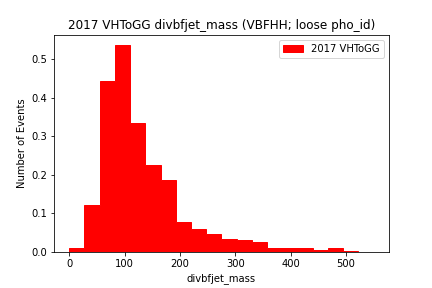 2017 VHToGG divbfjet_mass (VBFHH; loose pho_id)
2017 VHToGG
Number of Events
0.5
0.4
0.3
0.2
0.1
0.0
0 100 200 300 400 500
divbfjet_mass